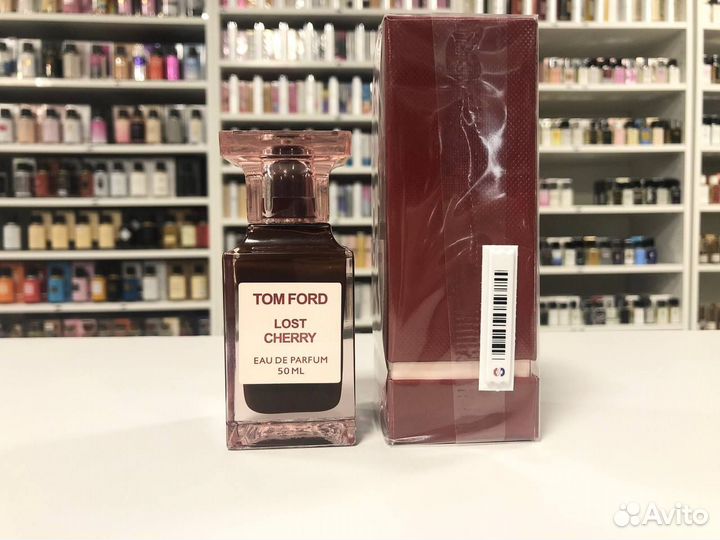 TOM FORD
LOST
CHERRY
EAU DE PARFUM
50 ML
Avito